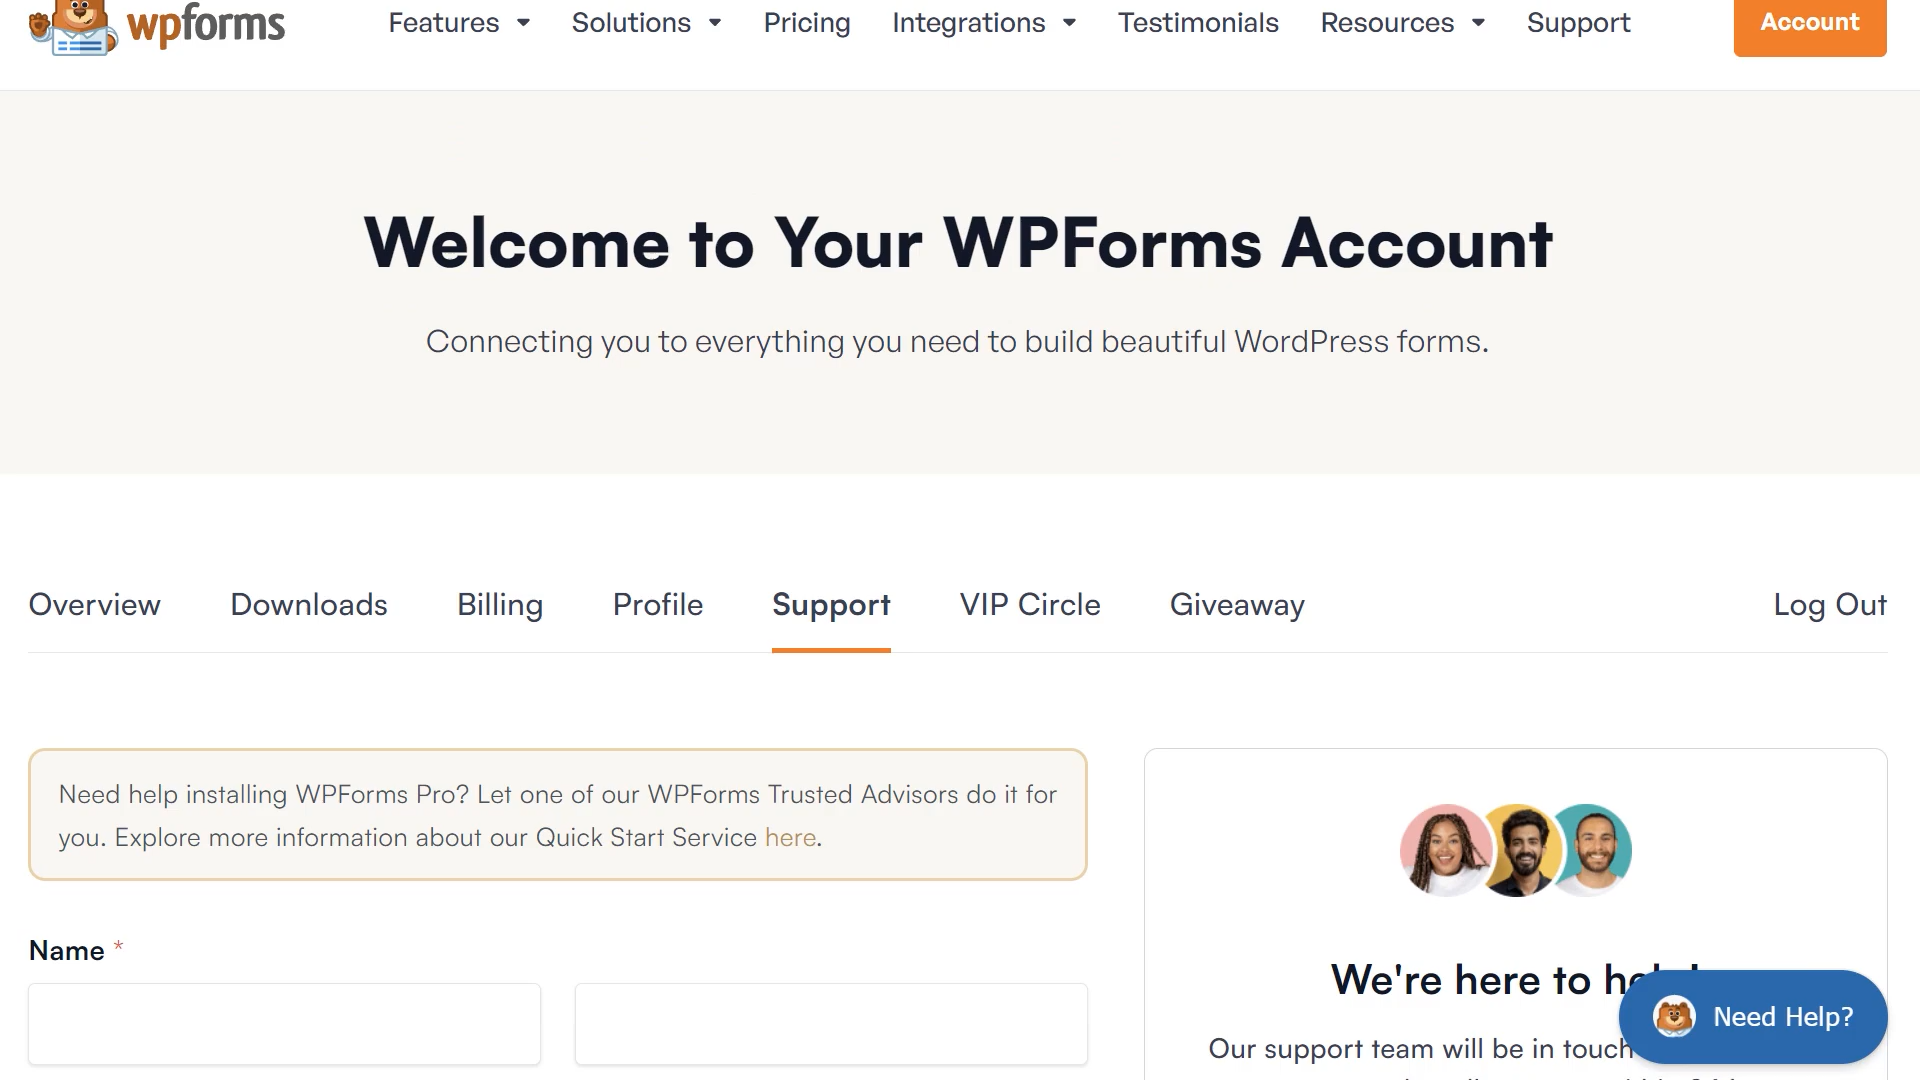 wpforms
Features
Solutions
Pricing
Integrations
Testimonials
Resources
Support
Account
Welcome to Your WPForms Account
Connecting you to everything you need to build beautiful WordPress forms.
Overview
Downloads
Billing
Profile
Support
VIP Circle
Giveaway
Log Out
Need help installing WPForms Pro? Let one of our WPForms Trusted Advisors do it for
you. Explore more information about our Quick Start Service here.
Name *
We're here to
Our support team will be in touch
Need Help?